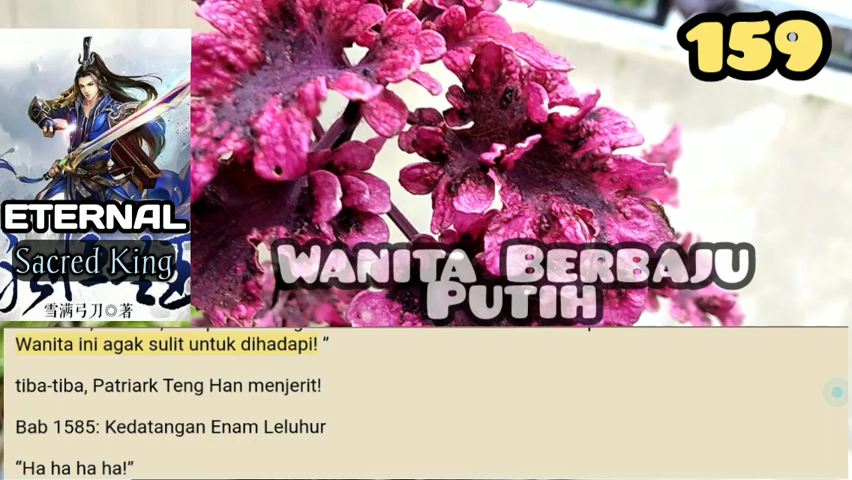 159
ETERNAL
Sacred King
雪满弓刀◎著
WANITA BERBAJU
PUTIH
Wanita ini agak sulit untuk dihadapi! ”
tiba-tiba, Patriark Teng Han menjerit!
Bab 1585: Kedatangan Enam Leluhur
“Ha ha ha ha!”